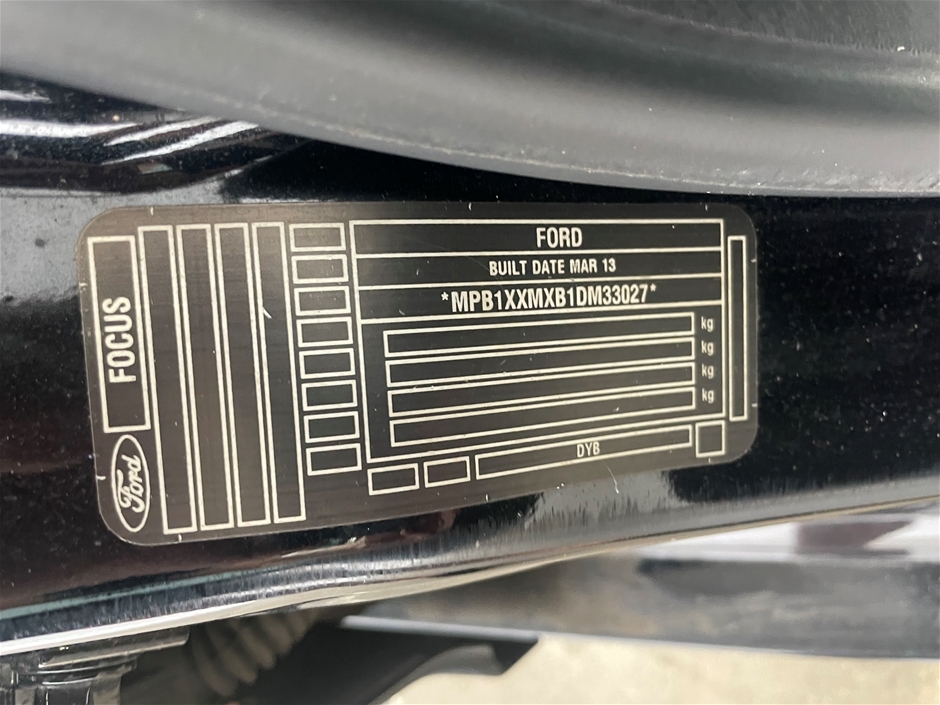 FORD
BUILT DATE MAR 13
*MPB1XXMXB1DM33027*
kg
kg
kg
kg
DYB
FOCUS
Ford